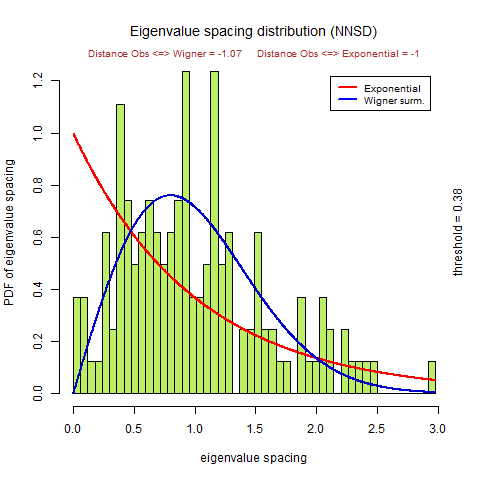 Eigenvalue spacing distribution (NNSD)
Distance Obs <=> Wigner = -1.07 Distance Obs <=> Exponential = -1
Exponential
Wigner surm.
PDF of eigenvalue spacing
1.2
1.0
0.8
0.6
0.4
0.2
0.0
threshold = 0.38
0.0 0.5 1.0 1.5 2.0 2.5 3.0
eigenvalue spacing